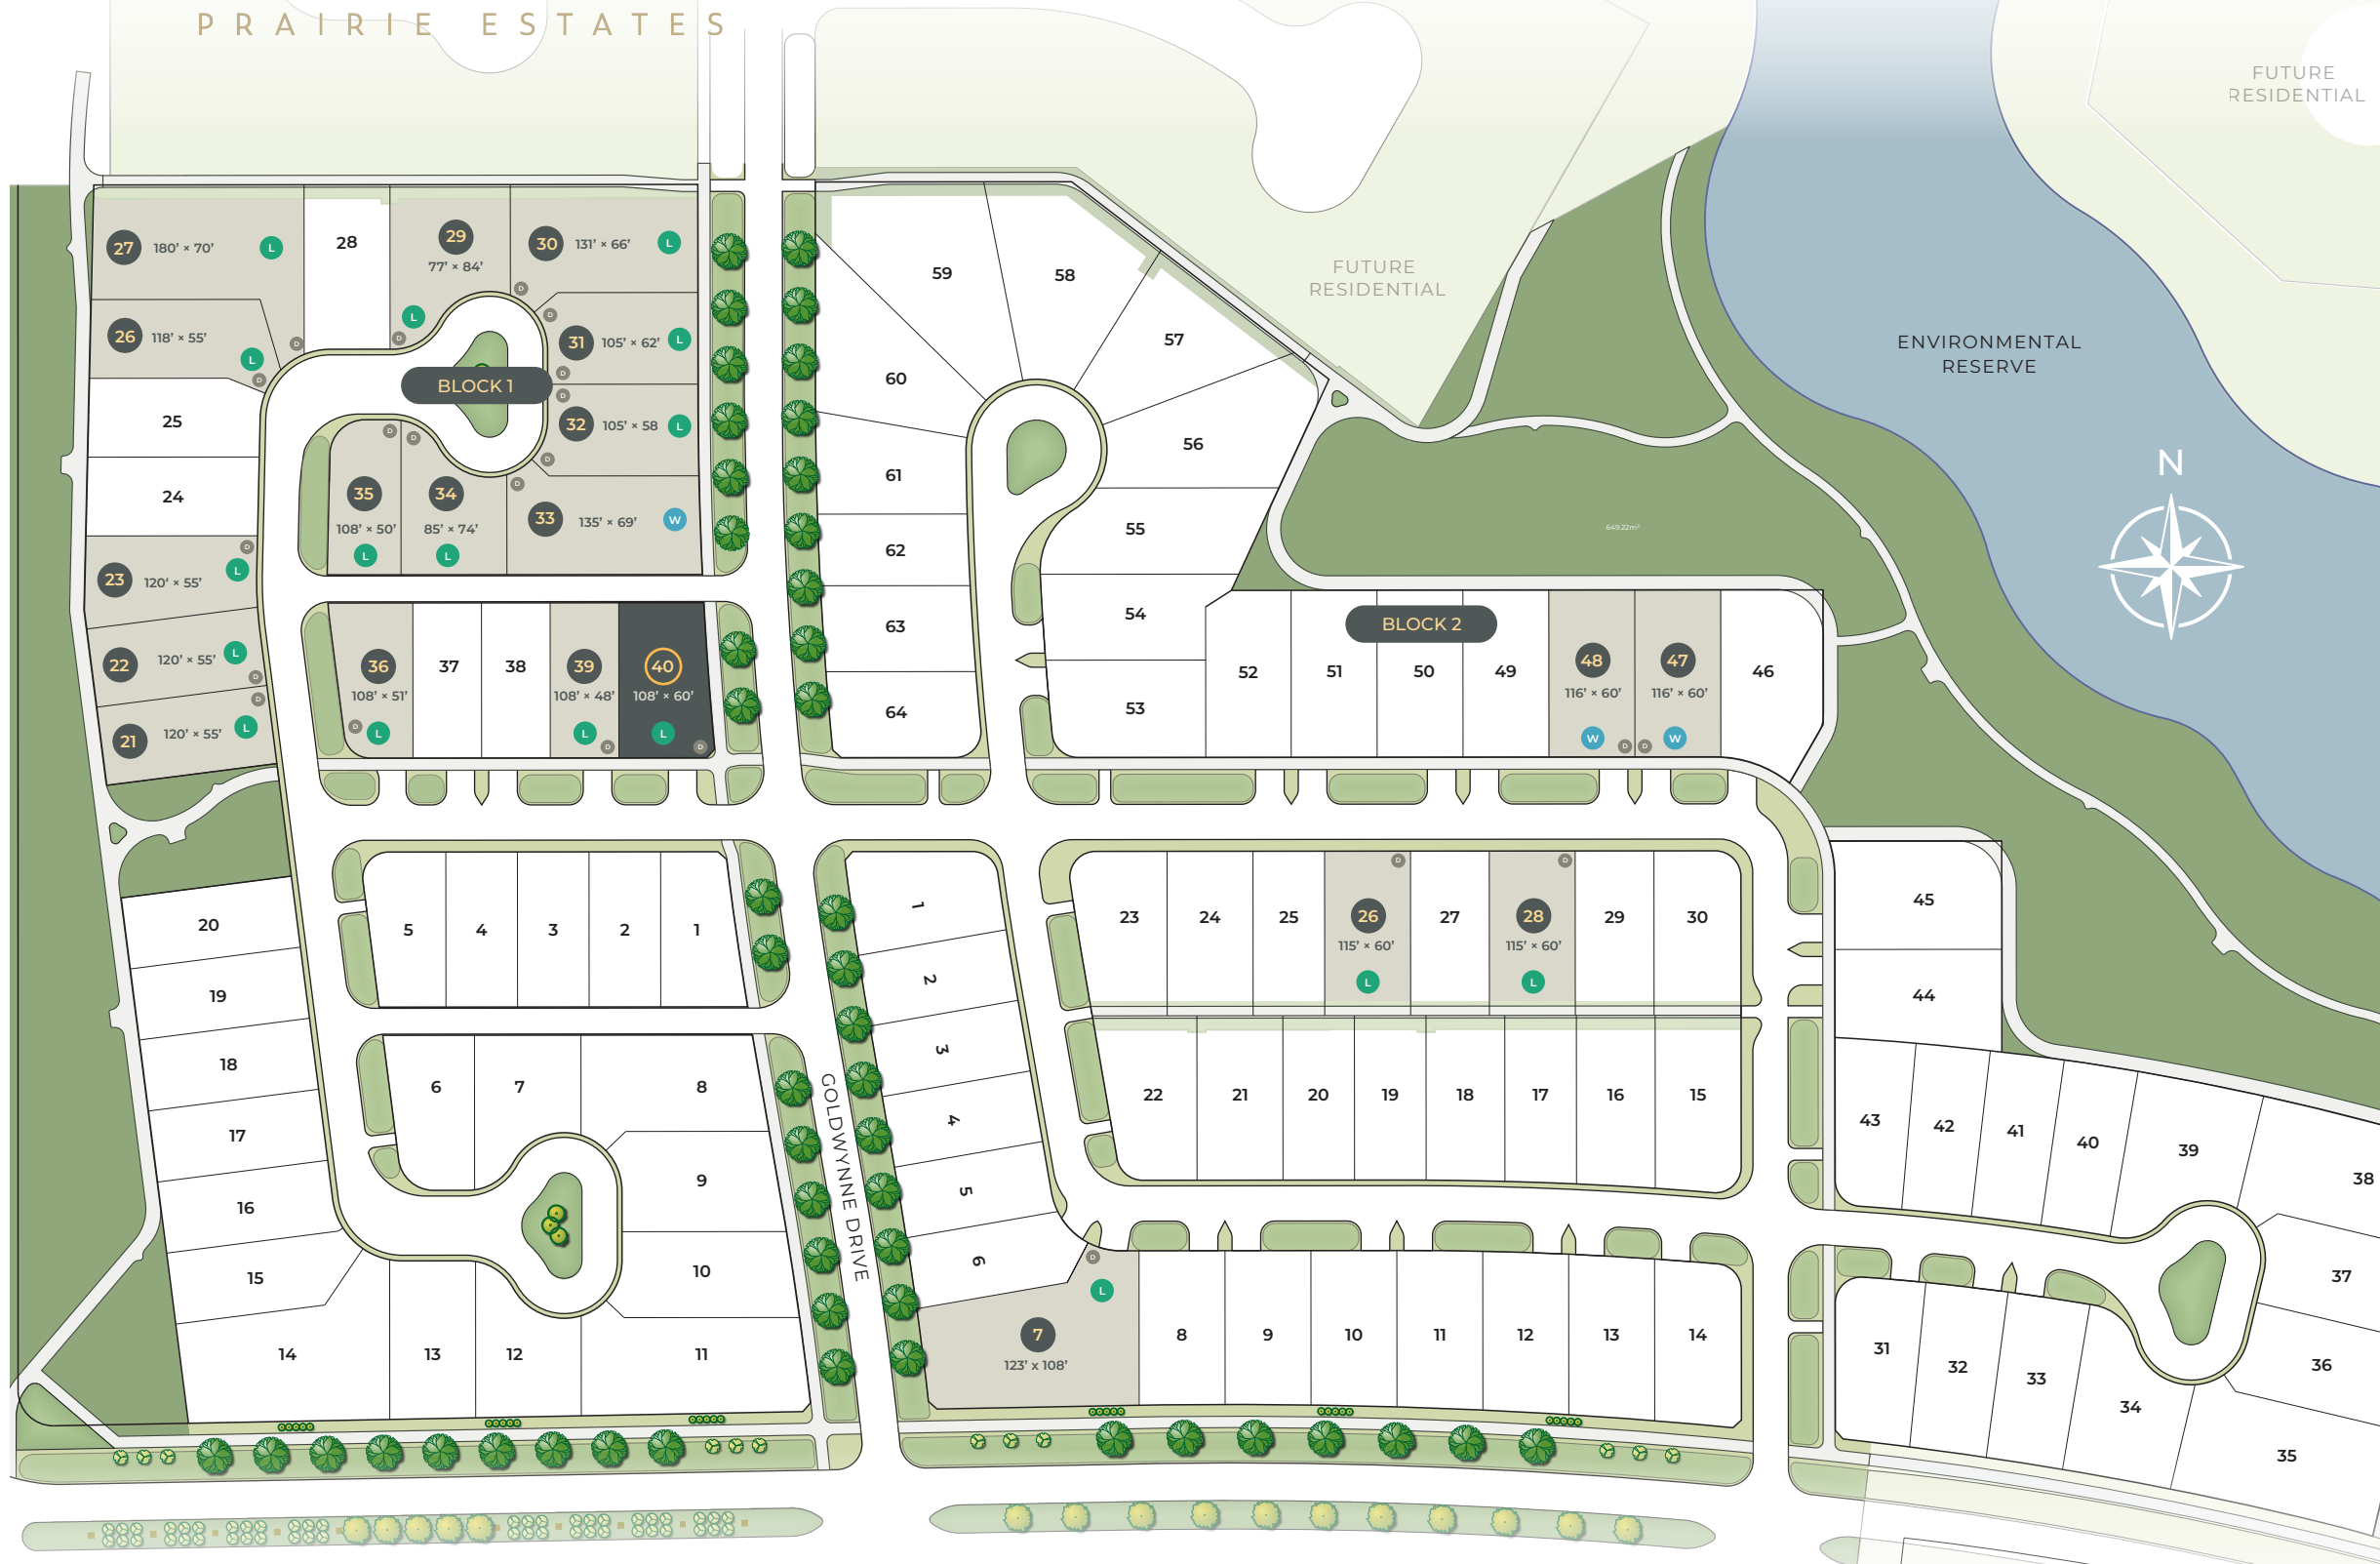 PRAIRIE ESTATES
FUTURE
RESIDENTIAL
FUTURE
RESIDENTIAL
ENVIRONMENTAL
RESERVE
N
649.22m²
BLOCK 1
27 180’ × 70’ L
28
29
77’ × 84’
L D
30 131’ × 66’ L
D
26 118’ × 55’ L
D D
31 105’ × 62’ L
D D
25
32 105’ × 58 L
D D
24
35
108’ × 50’
L D
34
85’ × 74’
L D
33 135’ × 69’ W
D
23 120‘ × 55’ L
D
22 120’ × 55’ L
D
21 120’ × 55’ L
D
36
108’ × 51’
L D
37
38
39
108’ × 48’
L D
40
108’ × 60’
L D
59
58
57
60
56
61
55
62
54
63
53
64
BLOCK 2
52
51
50
49
48
116’ × 60’
W D
47
116’ × 60’
W D
46
20
19
18
17
16
15
14
13
12
11
5
4
3
2
1
6
7
8
9
10
GOLDWYNNE DRIVE
1
2
3
4
5
6
7
123’ x 108’
L D
8
9
10
11
12
13
14
23
24
25
26
115’ × 60’
L D
27
28
115’ × 60’
L D
29
30
22
21
20
19
18
17
16
15
45
44
43
42
41
40
39
38
37
36
35
31
32
33
34